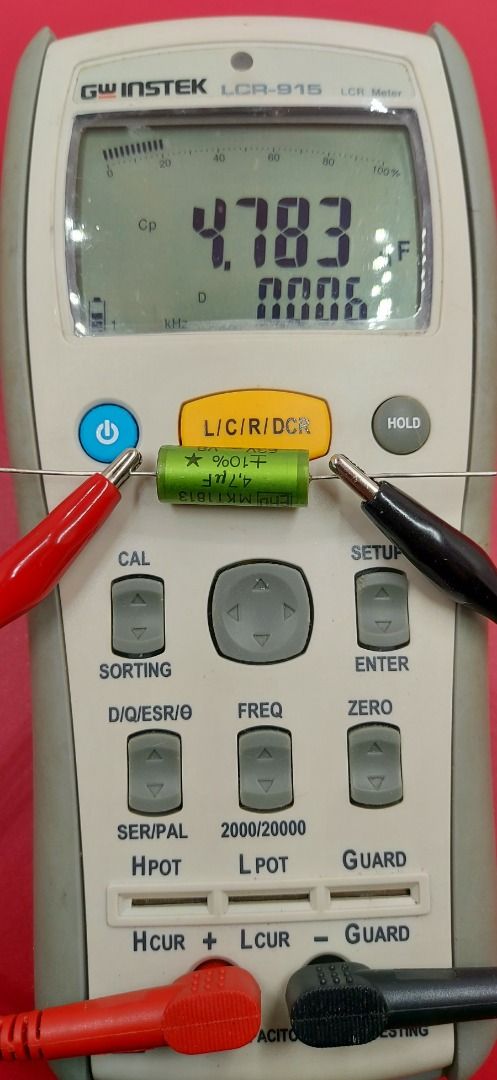 GW INSTEK LCR-915 LCR Meter
0 20 40 60 80 100%
Cp 4.783 F
D 0006
1 kHz
L/C/R/DCR
HOLD
63V-
±10%
4,7µF
MKT1813
CAL
SETUP
SORTING
ENTER
D/Q/ESR/Θ FREQ ZERO
SER/PAL 2000/20000
HPOT LPOT GUARD
HCUR + LCUR - GUARD